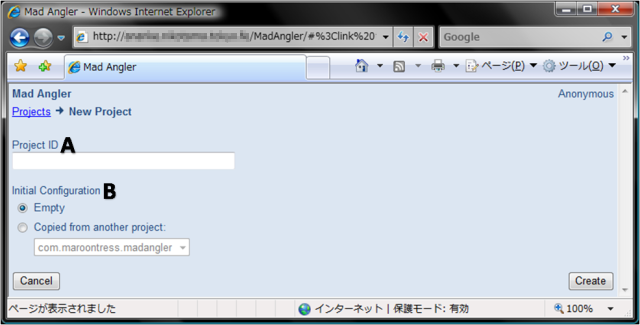 Mad Angler - Windows Internet Explorer
http:// /MadAngler/#%3Clink%20
Google
Mad Angler
ページ(P)
ツール(O)
Mad Angler
Anonymous
Projects → New Project
Project ID A
Initial Configuration B
Empty
Copied from another project:
com.maroontress.madangler
Cancel
Create
ページが表示されました
インターネット | 保護モード: 有効
100%